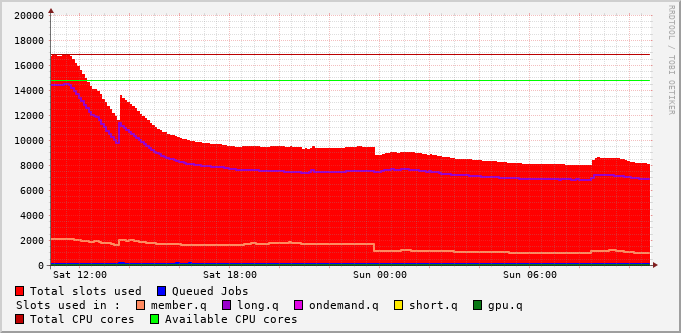 20000
18000
16000
14000
12000
10000
8000
6000
4000
2000
0
Sat 12:00 Sat 18:00 Sun 00:00 Sun 06:00
Total slots used Queued Jobs
Slots used in : member.q long.q ondemand.q short.q gpu.q
Total CPU cores Available CPU cores
RRDTOOL / TOBI OETIKER